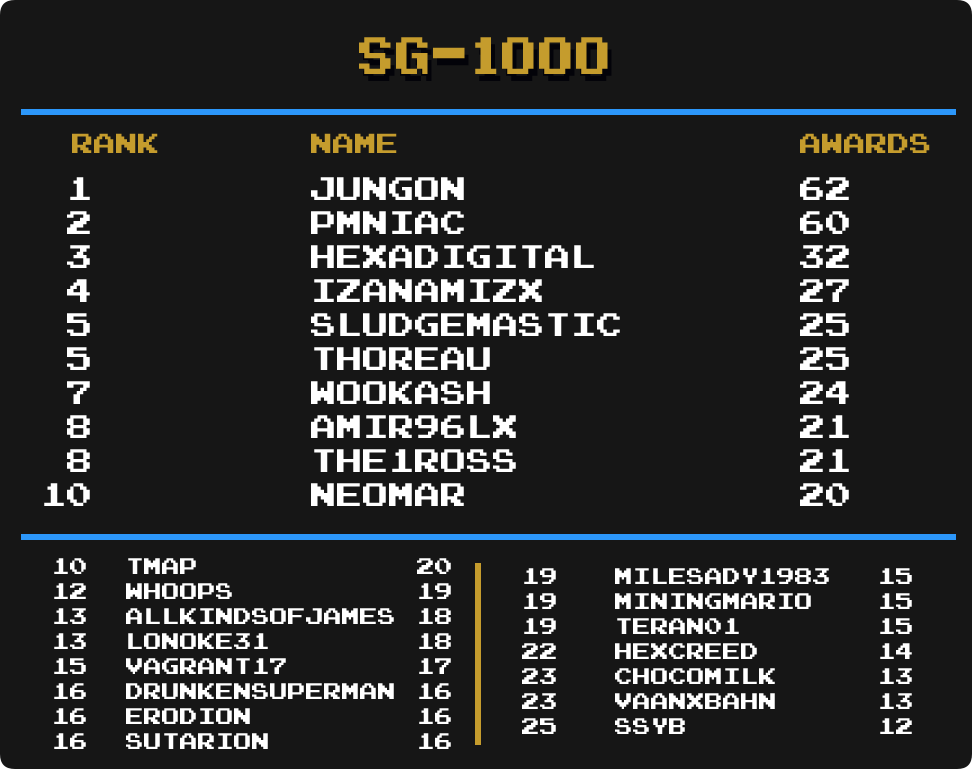 SG-1000
RANK NAME AWARDS
1 JUNGON 62
2 PMNIAC 60
3 HEXADIGITAL 32
4 IZANAMIZX 27
5 SLUDGEMASTIC 25
5 THOREAU 25
7 WOOKASH 24
8 AMIR96LX 21
8 THE1ROSS 21
10 NEOMAR 20
10 TMAP 20
12 WHOOPS 19
13 ALLKINDSOFJAMES 18
13 LONOKE31 18
15 VAGRANT17 17
16 DRUNKENSUPERMAN 16
16 ERODION 16
16 SUTARION 16
19 MILESADY1983 15
19 MININGMARIO 15
19 TERAN01 15
22 HEXCREED 14
23 CHOCOMILK 13
23 VAANXBAHN 13
25 SSYB 12